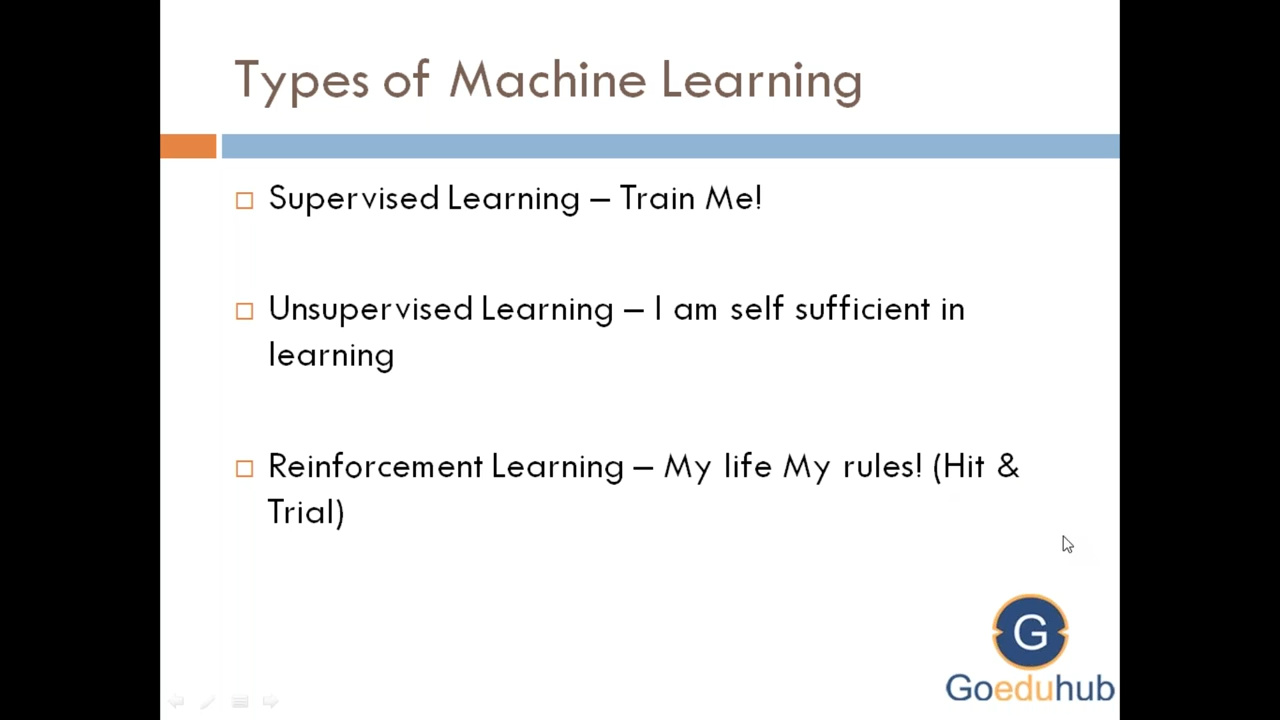 Types of Machine Learning
Supervised Learning – Train Me!
Unsupervised Learning – I am self sufficient in
learning
Reinforcement Learning – My life My rules! (Hit &
Trial)
G
Goeduhub